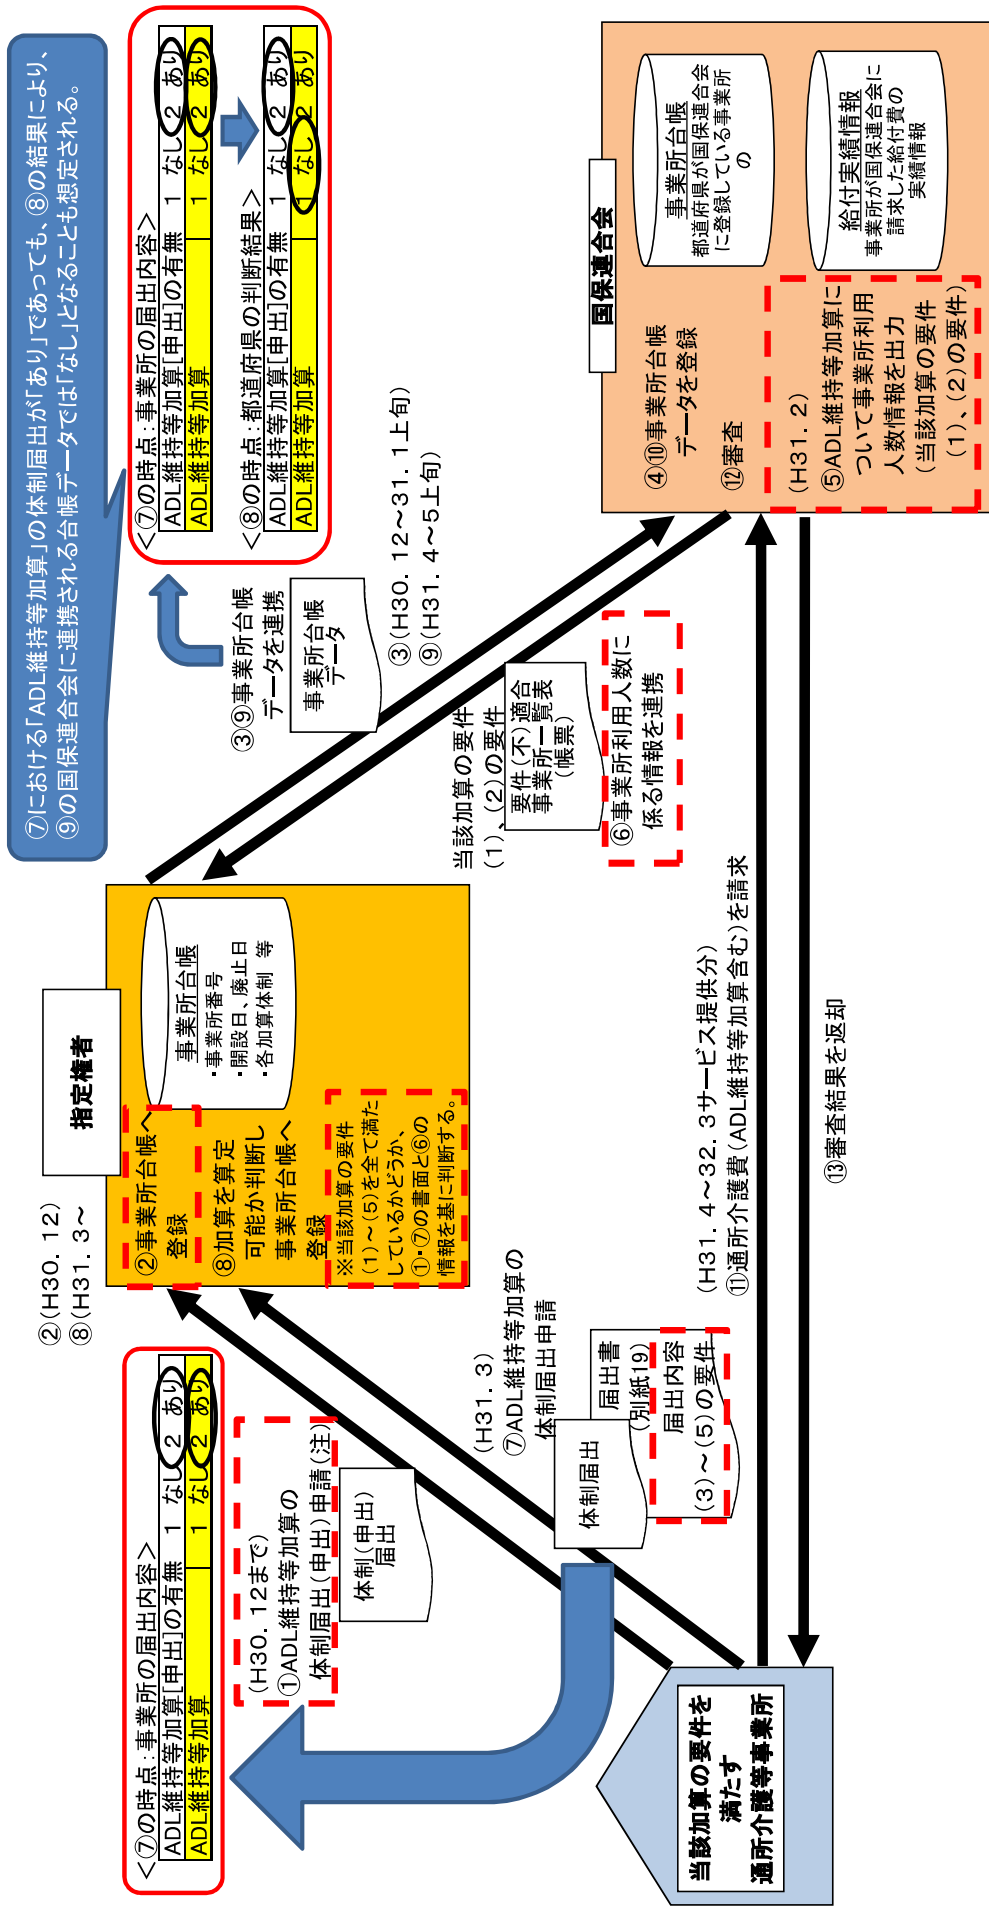 <⑦の時点:事業所の届出内容>
ADL維持等加算[申出]の有無 1 なし 2 あり
ADL維持等加算 1 なし 2 あり
②(H30.12)
⑧(H31.3～
指定権者
②事業所台帳へ
登録
⑧加算を算定
可能か判断し
事業所台帳へ
登録
※当該加算の要件
(1)～(5)を全て満た
しているかどうか、
①・⑦の書面と⑥の
情報を基に判断する。
事業所台帳
・事業所番号
・開設日、廃止日
・各加算体制 等
⑦における「ADL維持等加算」の体制届出が「あり」であっても、⑧の結果により、
⑨の国保連合会に連携される台帳データでは「なし」となることも想定される。
<⑦の時点:事業所の届出内容>
ADL維持等加算[申出]の有無 1 なし 2 あり
ADL維持等加算 1 なし 2 あり
<⑧の時点:都道府県の判断結果>
ADL維持等加算[申出]の有無 1 なし 2 あり
ADL維持等加算 1 なし 2 あり
(H30.12まで)
①ADL維持等加算の
体制届出(申出)申請(注)
体制(申出)
届出
(H31.3)
⑦ADL維持等加算の
体制届出申請
体制届出
届出書
(別紙19)
届出内容
(3)～(5)の要件
③⑨事業所台帳
データを連携
事業所台帳
データ
③(H30.12～31.1上旬)
⑨(H31.4～5上旬)
当該加算の要件
(1)、(2)の要件
要件(不)適合
事業所一覧表
(帳票)
⑥事業所利用人数に
係る情報を連携
国保連合会
④⑩事業所台帳
データを登録
⑫審査
事業所台帳
都道府県が国保連合会
に登録している事業所
の
(H31.2)
⑤ADL維持等加算に
ついて事業所利用
人数情報を出力
(当該加算の要件
(1)、(2)の要件)
給付実績情報
事業所が国保連合会に
請求した給付費の
実績情報
当該加算の要件を
満たす
通所介護等事業所
(H31.4～32.3サービス提供分)
⑪通所介護費(ADL維持等加算含む)を請求
⑬審査結果を返却